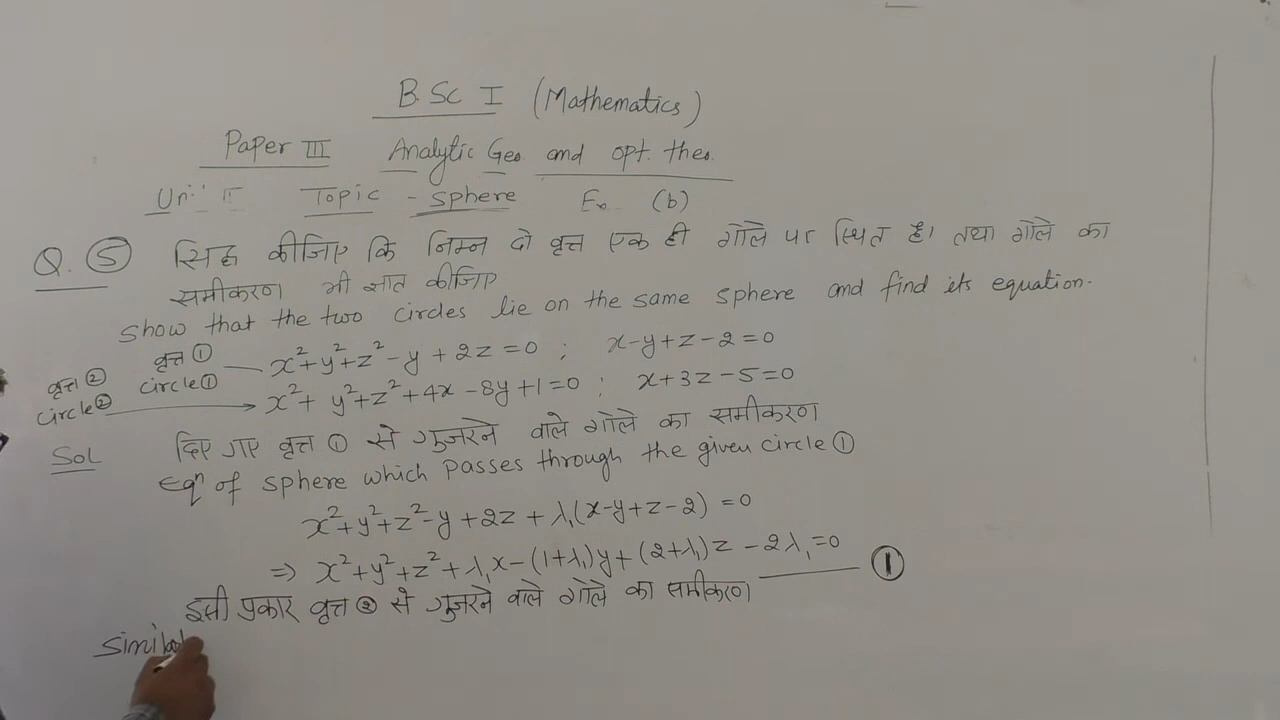 B.Sc I (Mathematics)
Paper III Analytic Geo. and opt. theo.
Topic - Sphere Ex (b)
Q. ⑤ सिद्ध कीजिए कि निम्न दो वृत्त एक ही गोले पर स्थित है। तथा गोले का
समीकरण भी ज्ञात कीजिए
Show that the two circles lie on the same sphere and find its equation.
वृत्त ① circle ① x²+y²+z²-y+2z=0 ; x-y+z-2=0
वृत्त ② circle ② → x²+y²+z²+4x-8y+1=0 ; x+3z-5=0
Sol दिए गए वृत्त ① से गुजरने वाले गोले का समीकरण
Eqⁿ of sphere which passes through the given circle ①
x²+y²+z²-y+2z+λ₁(x-y+z-2)=0
⇒ x²+y²+z²+λ₁x-(1+λ₁)y+(2+λ₁)z-2λ₁=0 — ①
इसी प्रकार वृत्त ② से गुजरने वाले गोले का समीकरण